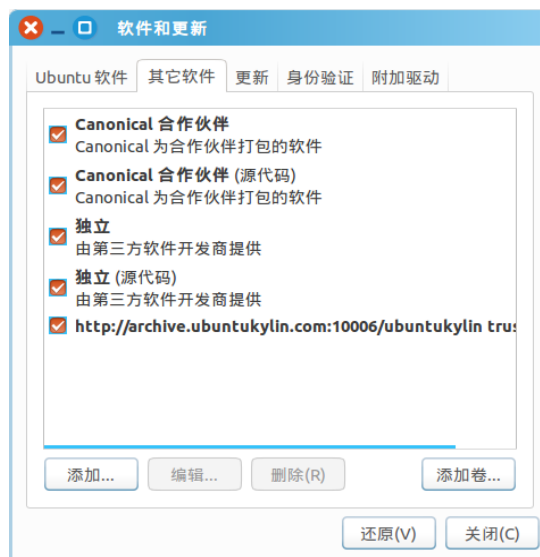 软件和更新
Ubuntu 软件 其它软件 更新 身份验证 附加驱动
Canonical 合作伙伴
Canonical 为合作伙伴打包的软件
Canonical 合作伙伴 (源代码)
Canonical 为合作伙伴打包的软件
独立
由第三方软件开发商提供
独立 (源代码)
由第三方软件开发商提供
http://archive.ubuntukylin.com:10006/ubuntukylin trus
添加... 编辑... 删除(R) 添加卷...
还原(V) 关闭(C)